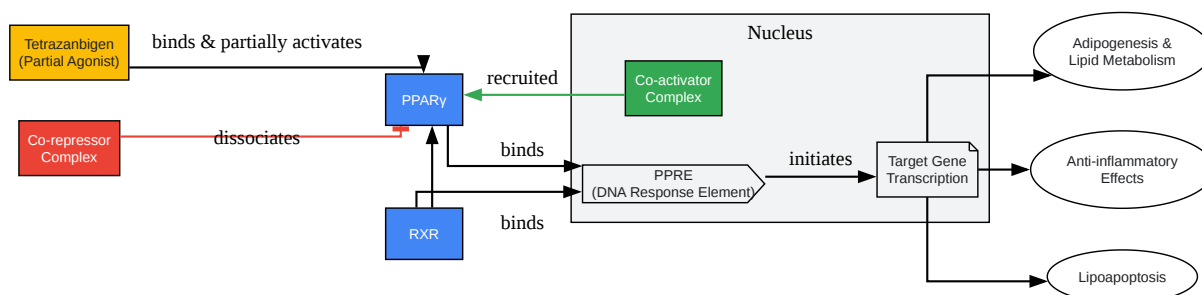 Nucleus
Tetrazanbigen
(Partial Agonist)
binds & partially activates
Adipogenesis &
Lipid Metabolism
recruited
Co-activator
Complex
PPARγ
Co-repressor
Complex
dissociates
binds
initiates
PPRE
(DNA Response Element)
Target Gene
Transcription
Anti-inflammatory
Effects
binds
RXR
Lipoapoptosis